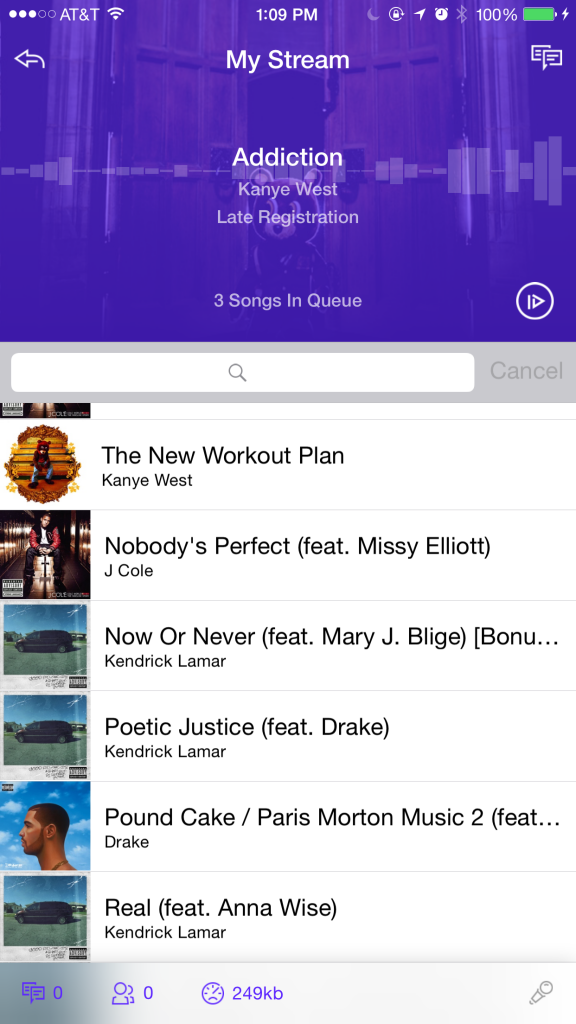 AT&T
1:09 PM
100%
My Stream
Addiction
Kanye West
Late Registration
3 Songs In Queue
Cancel
J COLE
The New Workout Plan
Kanye West
Nobody's Perfect (feat. Missy Elliott)
J Cole
Now Or Never (feat. Mary J. Blige) [Bonu…
Kendrick Lamar
Poetic Justice (feat. Drake)
Kendrick Lamar
Pound Cake / Paris Morton Music 2 (feat…
Drake
Real (feat. Anna Wise)
Kendrick Lamar
0
0
249kb